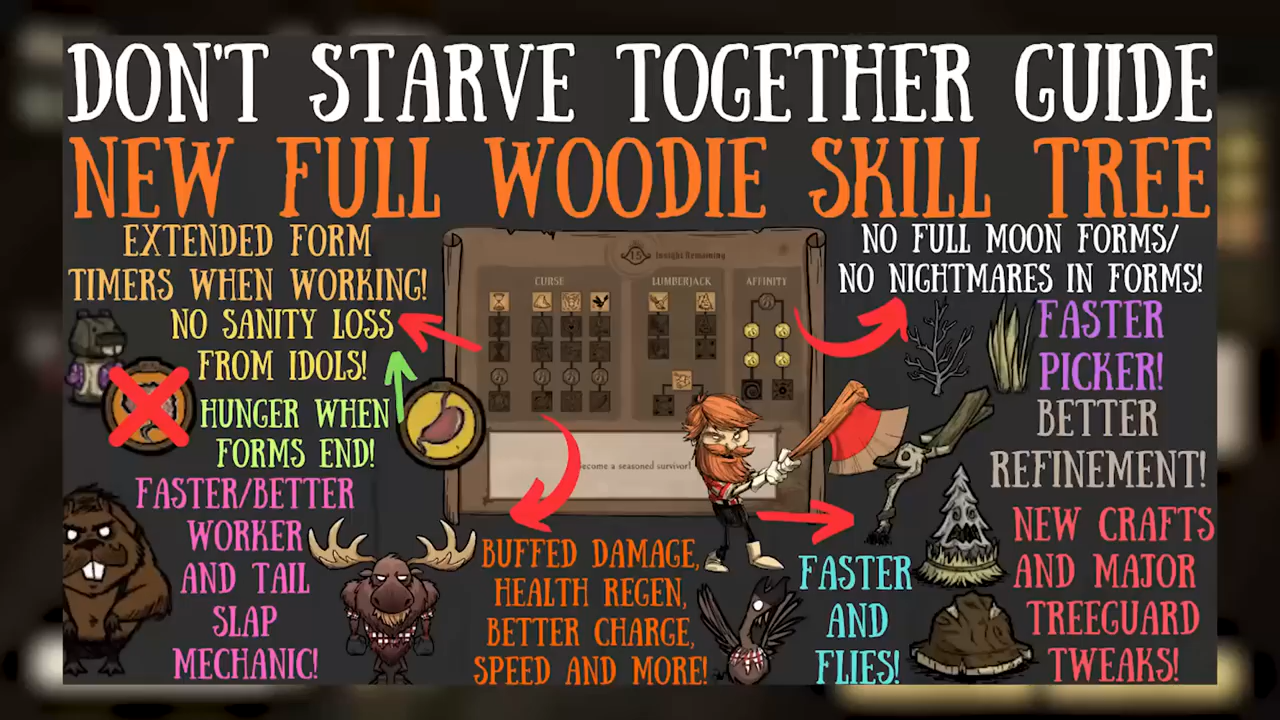 DON'T STARVE TOGETHER GUIDE
NEW FULL WOODIE SKILL TREE
EXTENDED FORM
TIMERS WHEN WORKING!
NO SANITY LOSS
FROM IDOLS!
HUNGER WHEN
FORMS END!
FASTER/BETTER
WORKER
AND TAIL
SLAP
MECHANIC!
15 Insight Remaining
CURSE
LUMBERJACK
AFFINITY
become a seasoned survivor!
BUFFED DAMAGE,
HEALTH REGEN,
BETTER CHARGE,
SPEED AND MORE!
NO FULL MOON FORMS/
NO NIGHTMARES IN FORMS!
FASTER
PICKER!
BETTER
REFINEMENT!
FASTER
AND
FLIES!
NEW CRAFTS
AND MAJOR
TREEGUARD
TWEAKS!